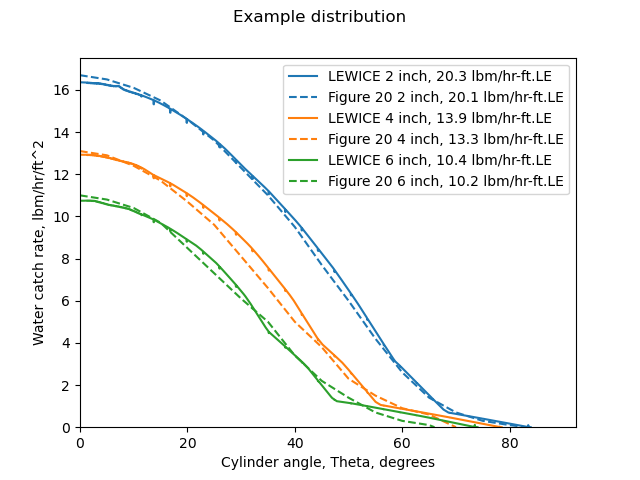 Example distribution
LEWICE 2 inch, 20.3 lbm/hr-ft.LE
Figure 20 2 inch, 20.1 lbm/hr-ft.LE
LEWICE 4 inch, 13.9 lbm/hr-ft.LE
Figure 20 4 inch, 13.3 lbm/hr-ft.LE
LEWICE 6 inch, 10.4 lbm/hr-ft.LE
Figure 20 6 inch, 10.2 lbm/hr-ft.LE
Water catch rate, lbm/hr/ft^2
16
14
12
10
8
6
4
2
0
0 20 40 60 80
Cylinder angle, Theta, degrees